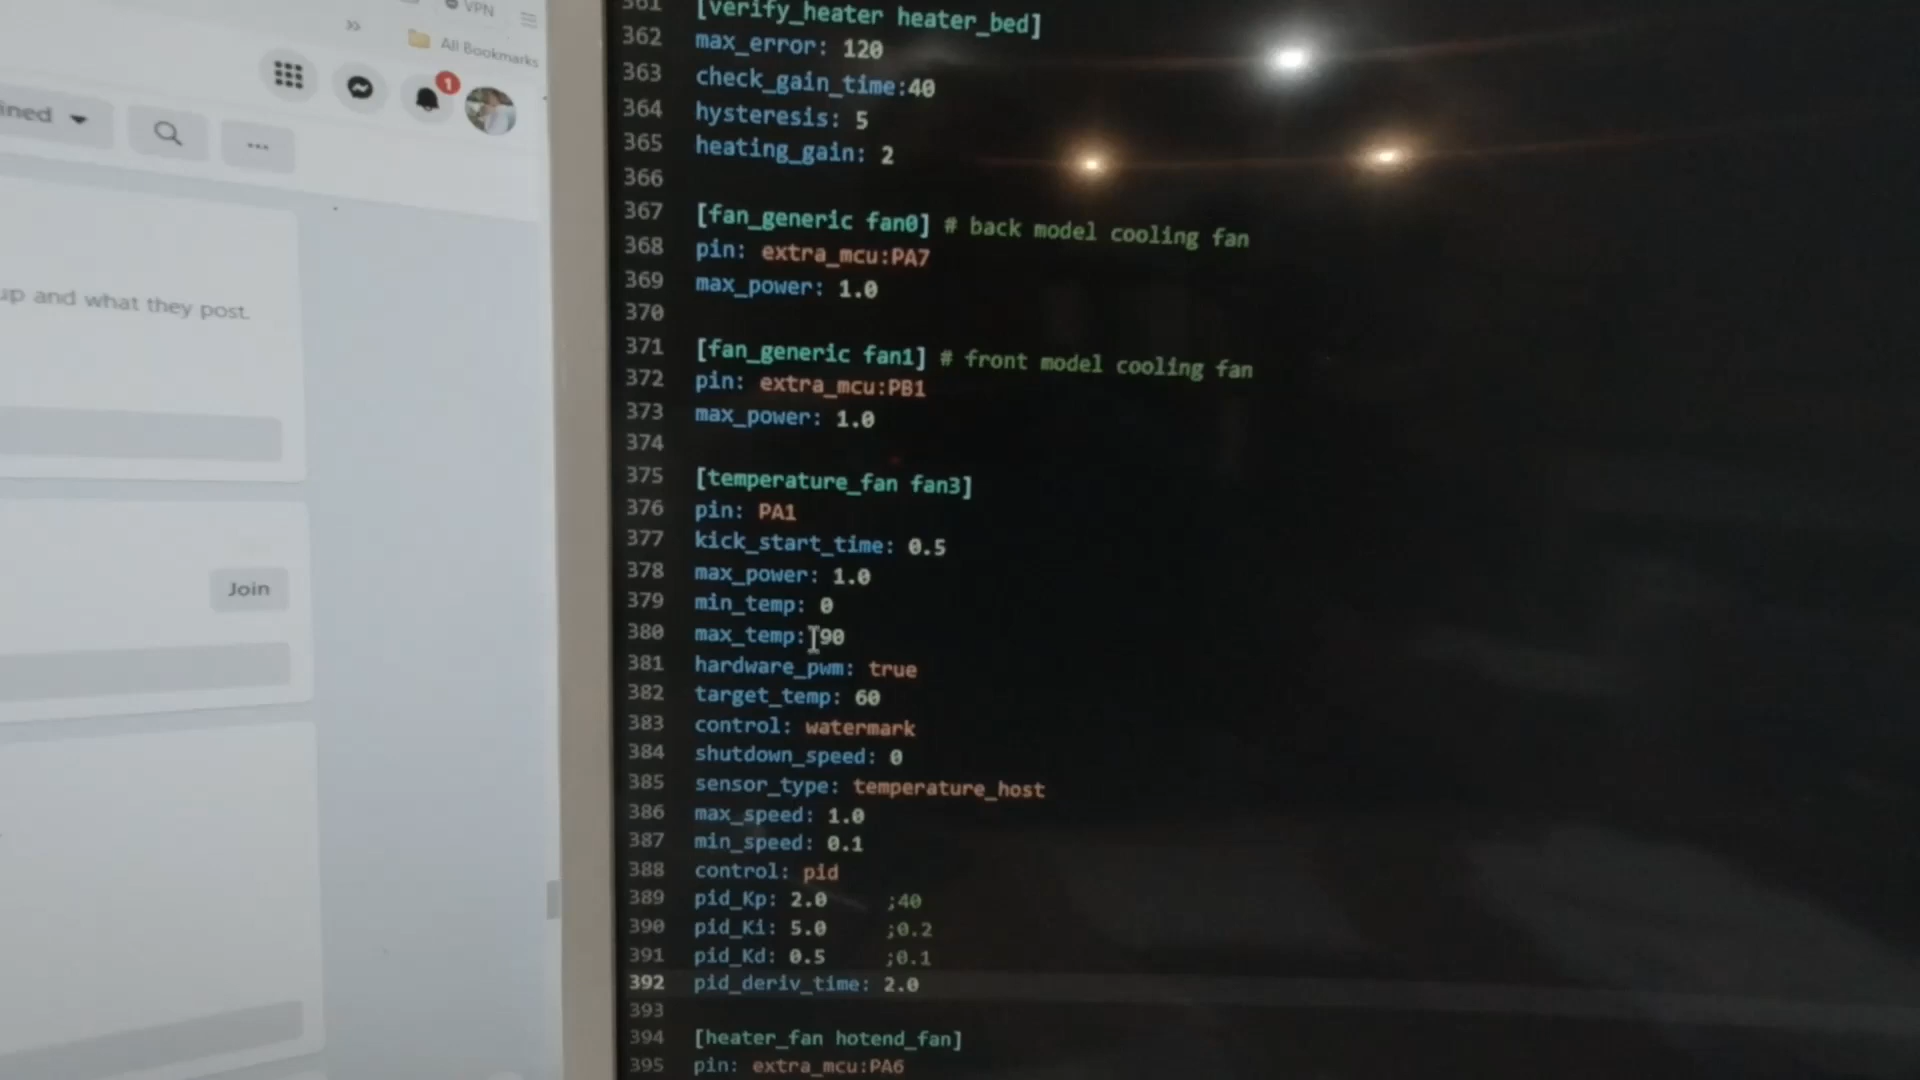 VPN
All Bookmarks
1
ined
up and what they post.
Join
361 [verify_heater heater_bed]
362 max_error: 120
363 check_gain_time:40
364 hysteresis: 5
365 heating_gain: 2
366
367 [fan_generic fan0] # back model cooling fan
368 pin: extra_mcu:PA7
369 max_power: 1.0
370
371 [fan_generic fan1] # front model cooling fan
372 pin: extra_mcu:PB1
373 max_power: 1.0
374
375 [temperature_fan fan3]
376 pin: PA1
377 kick_start_time: 0.5
378 max_power: 1.0
379 min_temp: 0
380 max_temp: 90
381 hardware_pwm: true
382 target_temp: 60
383 control: watermark
384 shutdown_speed: 0
385 sensor_type: temperature_host
386 max_speed: 1.0
387 min_speed: 0.1
388 control: pid
389 pid_Kp: 2.0 ;40
390 pid_Ki: 5.0 ;0.2
391 pid_Kd: 0.5 ;0.1
392 pid_deriv_time: 2.0
393
394 [heater_fan hotend_fan]
395 pin: extra_mcu:PA6